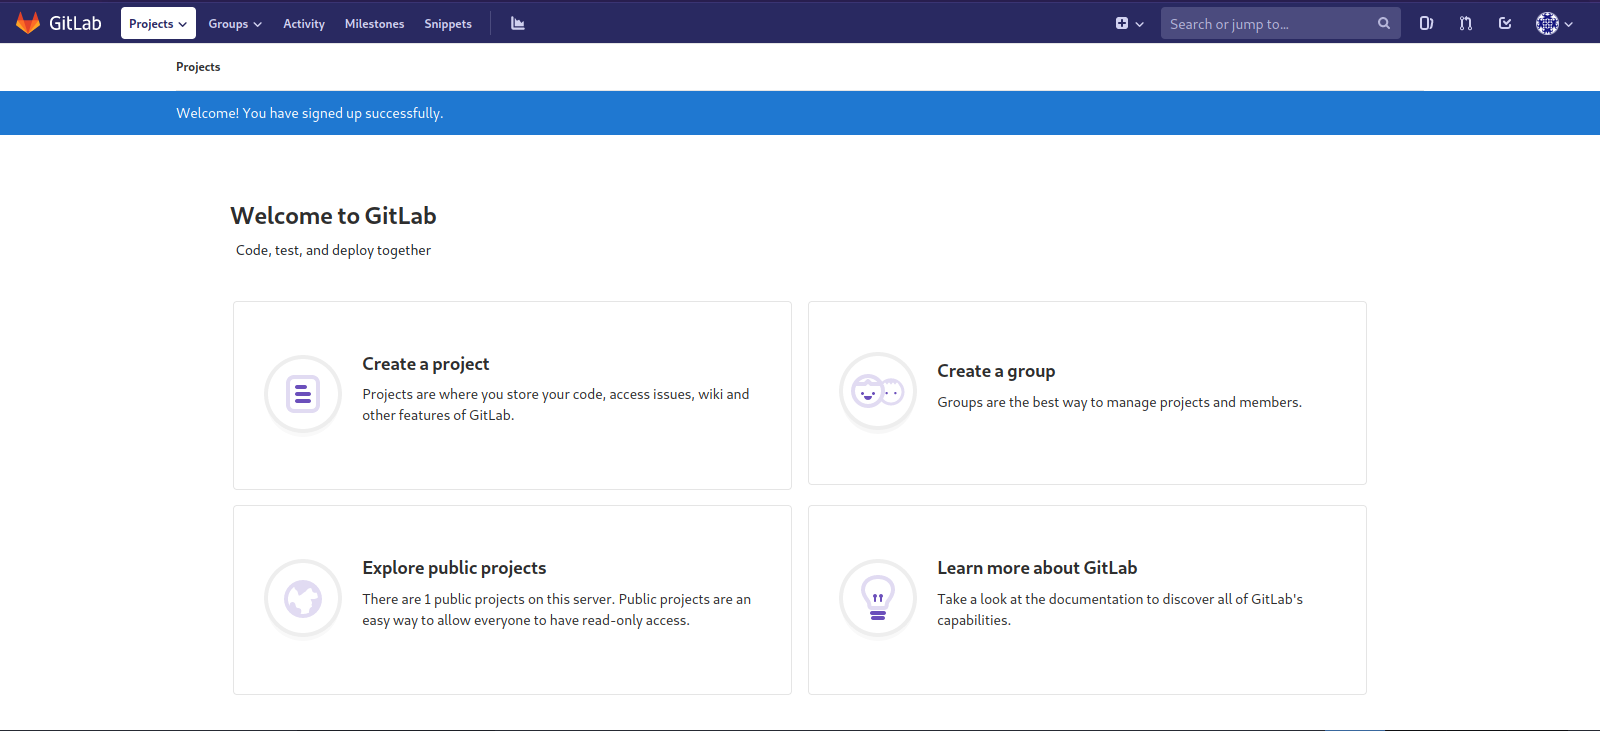 GitLab Projects Groups Activity Milestones Snippets Search or jump to...
Projects
Welcome! You have signed up successfully.
Welcome to GitLab
Code, test, and deploy together
Create a project
Projects are where you store your code, access issues, wiki and
other features of GitLab.
Create a group
Groups are the best way to manage projects and members.
Explore public projects
There are 1 public projects on this server. Public projects are an
easy way to allow everyone to have read-only access.
Learn more about GitLab
Take a look at the documentation to discover all of GitLab's
capabilities.